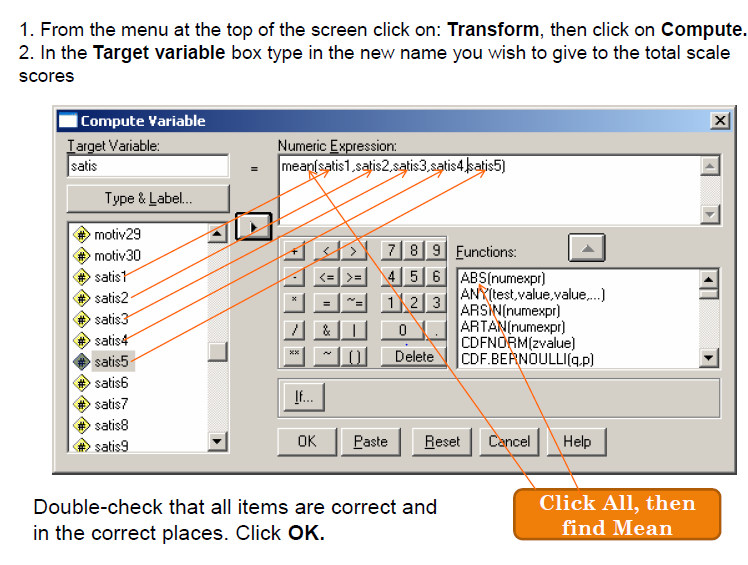 1. From the menu at the top of the screen click on: Transform, then click on Compute.
2. In the Target variable box type in the new name you wish to give to the total scale
scores
Compute Variable
Target Variable:
satis
=
Numeric Expression:
mean(satis1,satis2,satis3,satis4,satis5)
Type & Label...
motiv29
motiv30
satis1
satis2
satis3
satis4
satis5
satis6
satis7
satis8
satis9
+ < > 7 8 9
- <= >= 4 5 6
* = ~= 1 2 3
/ & | 0 .
** ~ () Delete
Functions:
ABS(numexpr)
ANY(test,value,value,...)
ARSIN(numexpr)
ARTAN(numexpr)
CDFNORM(zvalue)
CDF.BERNOULLI(q,p)
If...
OK Paste Reset Cancel Help
Double-check that all items are correct and
in the correct places. Click OK.
Click All, then
find Mean